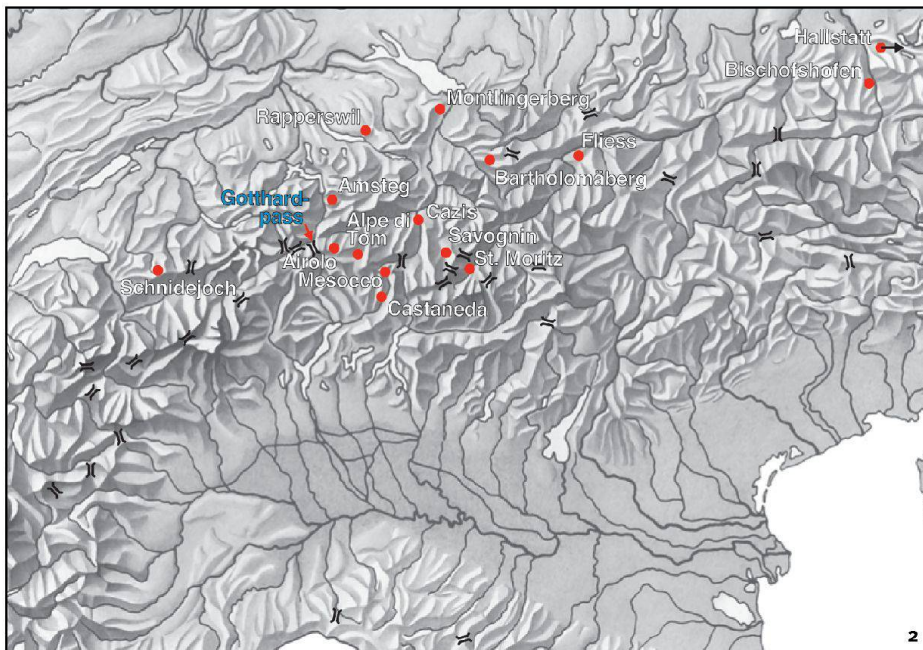 Hallstatt
Bischofshofen
Montlingerberg
Rapperswil
Fliess
Bartholomäberg
Amsteg
Gotthard-
pass
Alpe di
Tom
Cazis
Savognin
Airolo
St. Moritz
Mesocco
Schnidejoch
Castaneda
2